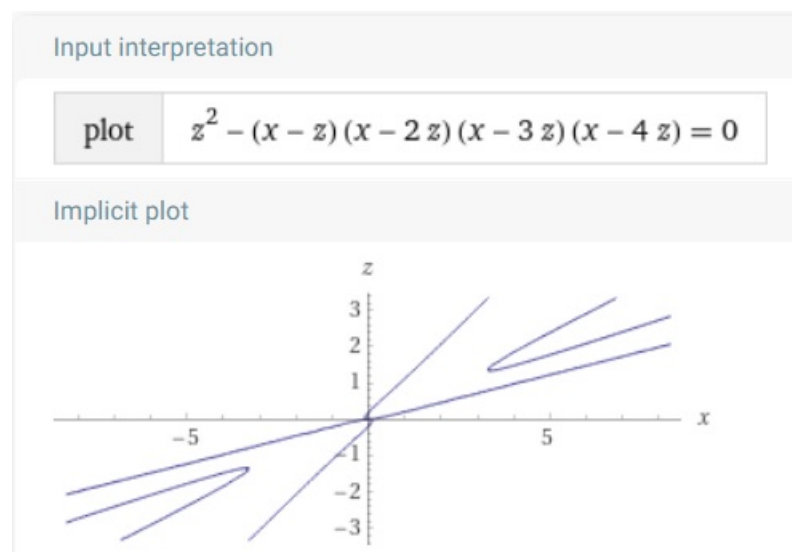 Input interpretation
plot z² – (x – z) (x – 2 z) (x – 3 z) (x – 4 z) = 0
Implicit plot
z
3
2
1
–5 5 x
–1
–2
–3